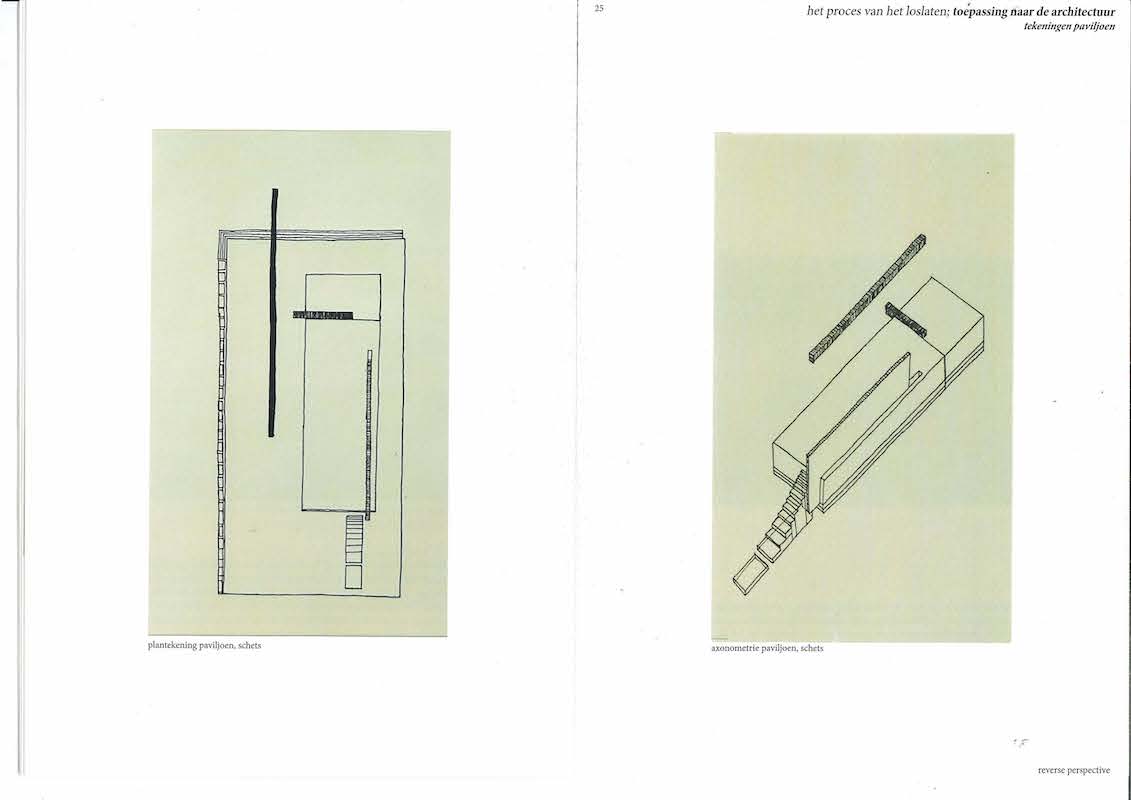 25
het proces van het loslaten; toepassing naar de architectuur
tekeningen paviljoen
plantekening paviljoen, schets
axonometrie paviljoen, schets
reverse perspective